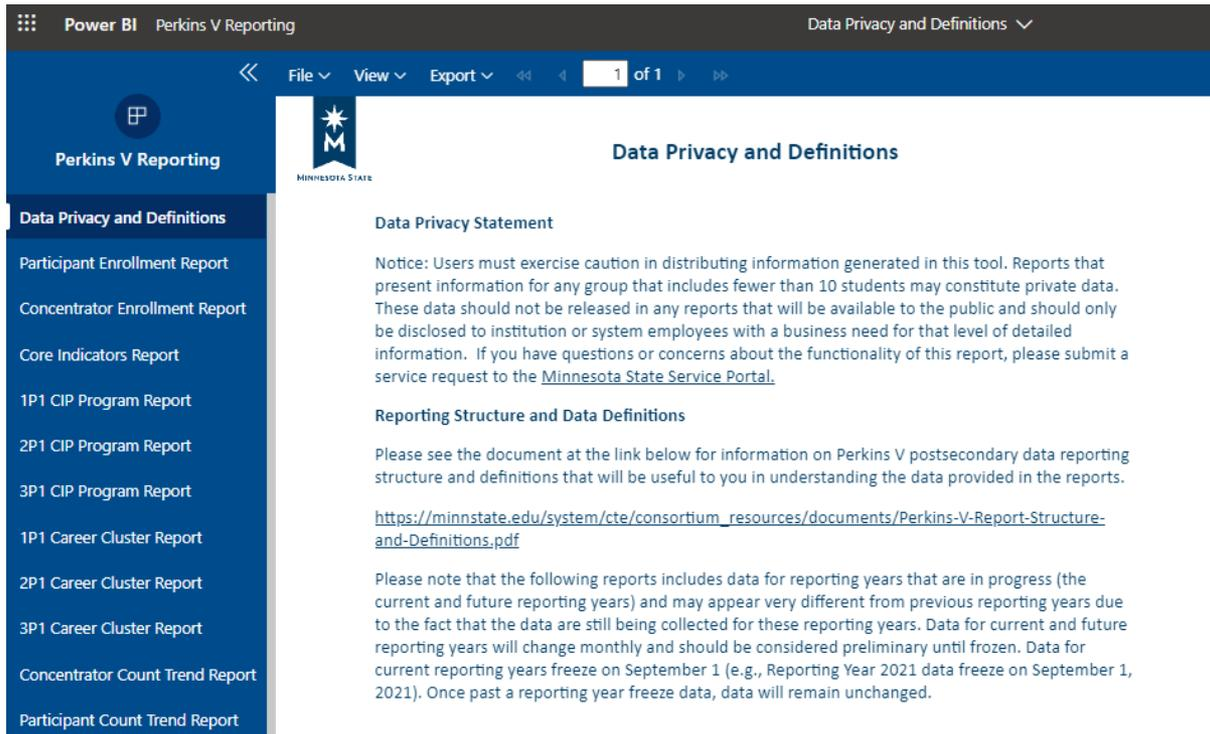 Power BI Perkins V Reporting
Data Privacy and Definitions
File View Export 1 of 1
Perkins V Reporting
Data Privacy and Definitions
Participant Enrollment Report
Concentrator Enrollment Report
Core Indicators Report
1P1 CIP Program Report
2P1 CIP Program Report
3P1 CIP Program Report
1P1 Career Cluster Report
2P1 Career Cluster Report
3P1 Career Cluster Report
Concentrator Count Trend Report
Participant Count Trend Report
M
MINNESOTA STATE
Data Privacy and Definitions
Data Privacy Statement
Notice: Users must exercise caution in distributing information generated in this tool. Reports that
present information for any group that includes fewer than 10 students may constitute private data.
These data should not be released in any reports that will be available to the public and should only
be disclosed to institution or system employees with a business need for that level of detailed
information. If you have questions or concerns about the functionality of this report, please submit a
service request to the Minnesota State Service Portal.
Reporting Structure and Data Definitions
Please see the document at the link below for information on Perkins V postsecondary data reporting
structure and definitions that will be useful to you in understanding the data provided in the reports.
https://minnstate.edu/system/cte/consortium_resources/documents/Perkins-V-Report-Structure-
and-Definitions.pdf
Please note that the following reports includes data for reporting years that are in progress (the
current and future reporting years) and may appear very different from previous reporting years due
to the fact that the data are still being collected for these reporting years. Data for current and future
reporting years will change monthly and should be considered preliminary until frozen. Data for
current reporting years freeze on September 1 (e.g., Reporting Year 2021 data freeze on September 1,
2021). Once past a reporting year freeze data, data will remain unchanged.